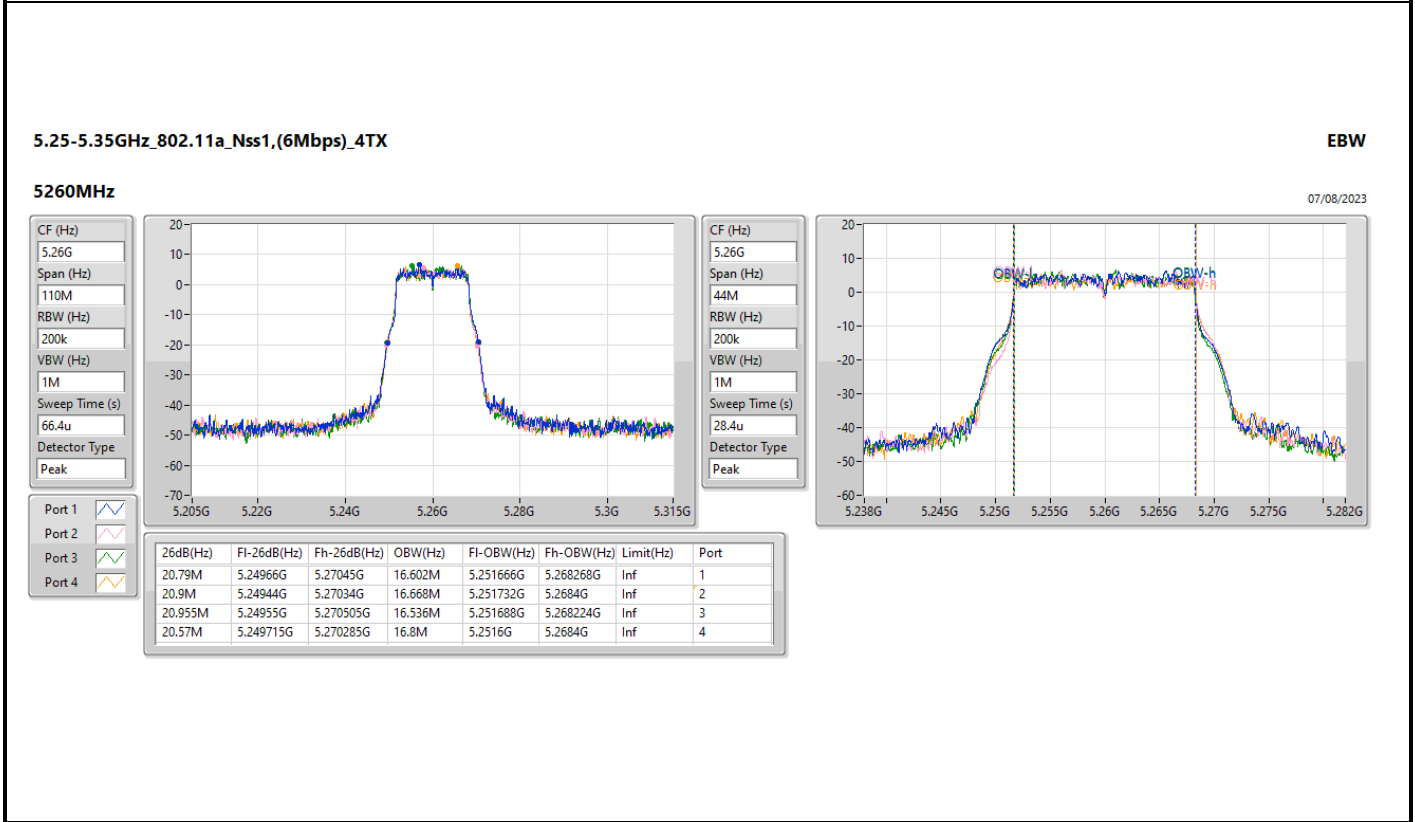 5.25-5.35GHz_802.11a_Nss1,(6Mbps)_4TX
EBW
5260MHz
07/08/2023
CF (Hz)
5.26G
Span (Hz)
110M
RBW (Hz)
200k
VBW (Hz)
1M
Sweep Time (s)
66.4u
Detector Type
Peak
20
10
0
-10
-20
-30
-40
-50
-60
-70
5.205G 5.22G 5.24G 5.26G 5.28G 5.3G 5.315G
CF (Hz)
5.26G
Span (Hz)
44M
RBW (Hz)
200k
VBW (Hz)
1M
Sweep Time (s)
28.4u
Detector Type
Peak
20
10
0
-10
-20
-30
-40
-50
-60
OBW-l OBW-h
OBW-h
5.238G 5.245G 5.25G 5.255G 5.26G 5.265G 5.27G 5.275G 5.282G
Port 1
Port 2
Port 3
Port 4
26dB(Hz) Fl-26dB(Hz) Fh-26dB(Hz) OBW(Hz) Fl-OBW(Hz) Fh-OBW(Hz) Limit(Hz) Port
20.79M 5.24966G 5.27045G 16.602M 5.251666G 5.268268G Inf 1
20.9M 5.24944G 5.27034G 16.668M 5.251732G 5.2684G Inf 2
20.955M 5.24955G 5.270505G 16.536M 5.251688G 5.268224G Inf 3
20.57M 5.249715G 5.270285G 16.8M 5.2516G 5.2684G Inf 4